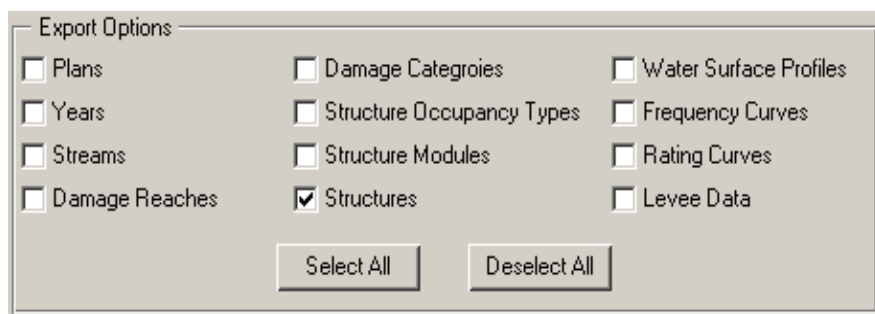 Export Options
Plans
Damage Categroies
Water Surface Profiles
Years
Structure Occupancy Types
Frequency Curves
Streams
Structure Modules
Rating Curves
Damage Reaches
Structures
Levee Data
Select All
Deselect All